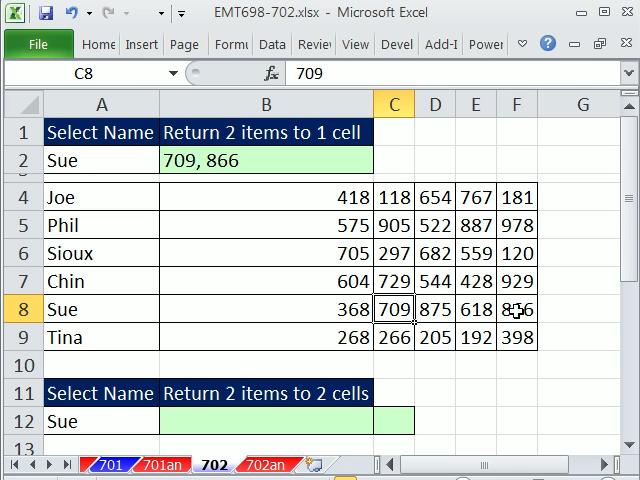 EMT698-702.xlsx - Microsoft Excel
File Home Insert Page Formu Data Reviev View Devel Add-I Power
C8 fx 709
A B C D E F G
1 Select Name Return 2 items to 1 cell
2 Sue 709, 866
4 Joe 418 118 654 767 181
5 Phil 575 905 522 887 978
6 Sioux 705 297 682 559 120
7 Chin 604 729 544 428 929
8 Sue 368 709 875 618
9 Tina 268 266 205 192 398
10
11 Select Name Return 2 items to 2 cells
12 Sue
13
701 701an 702 702an